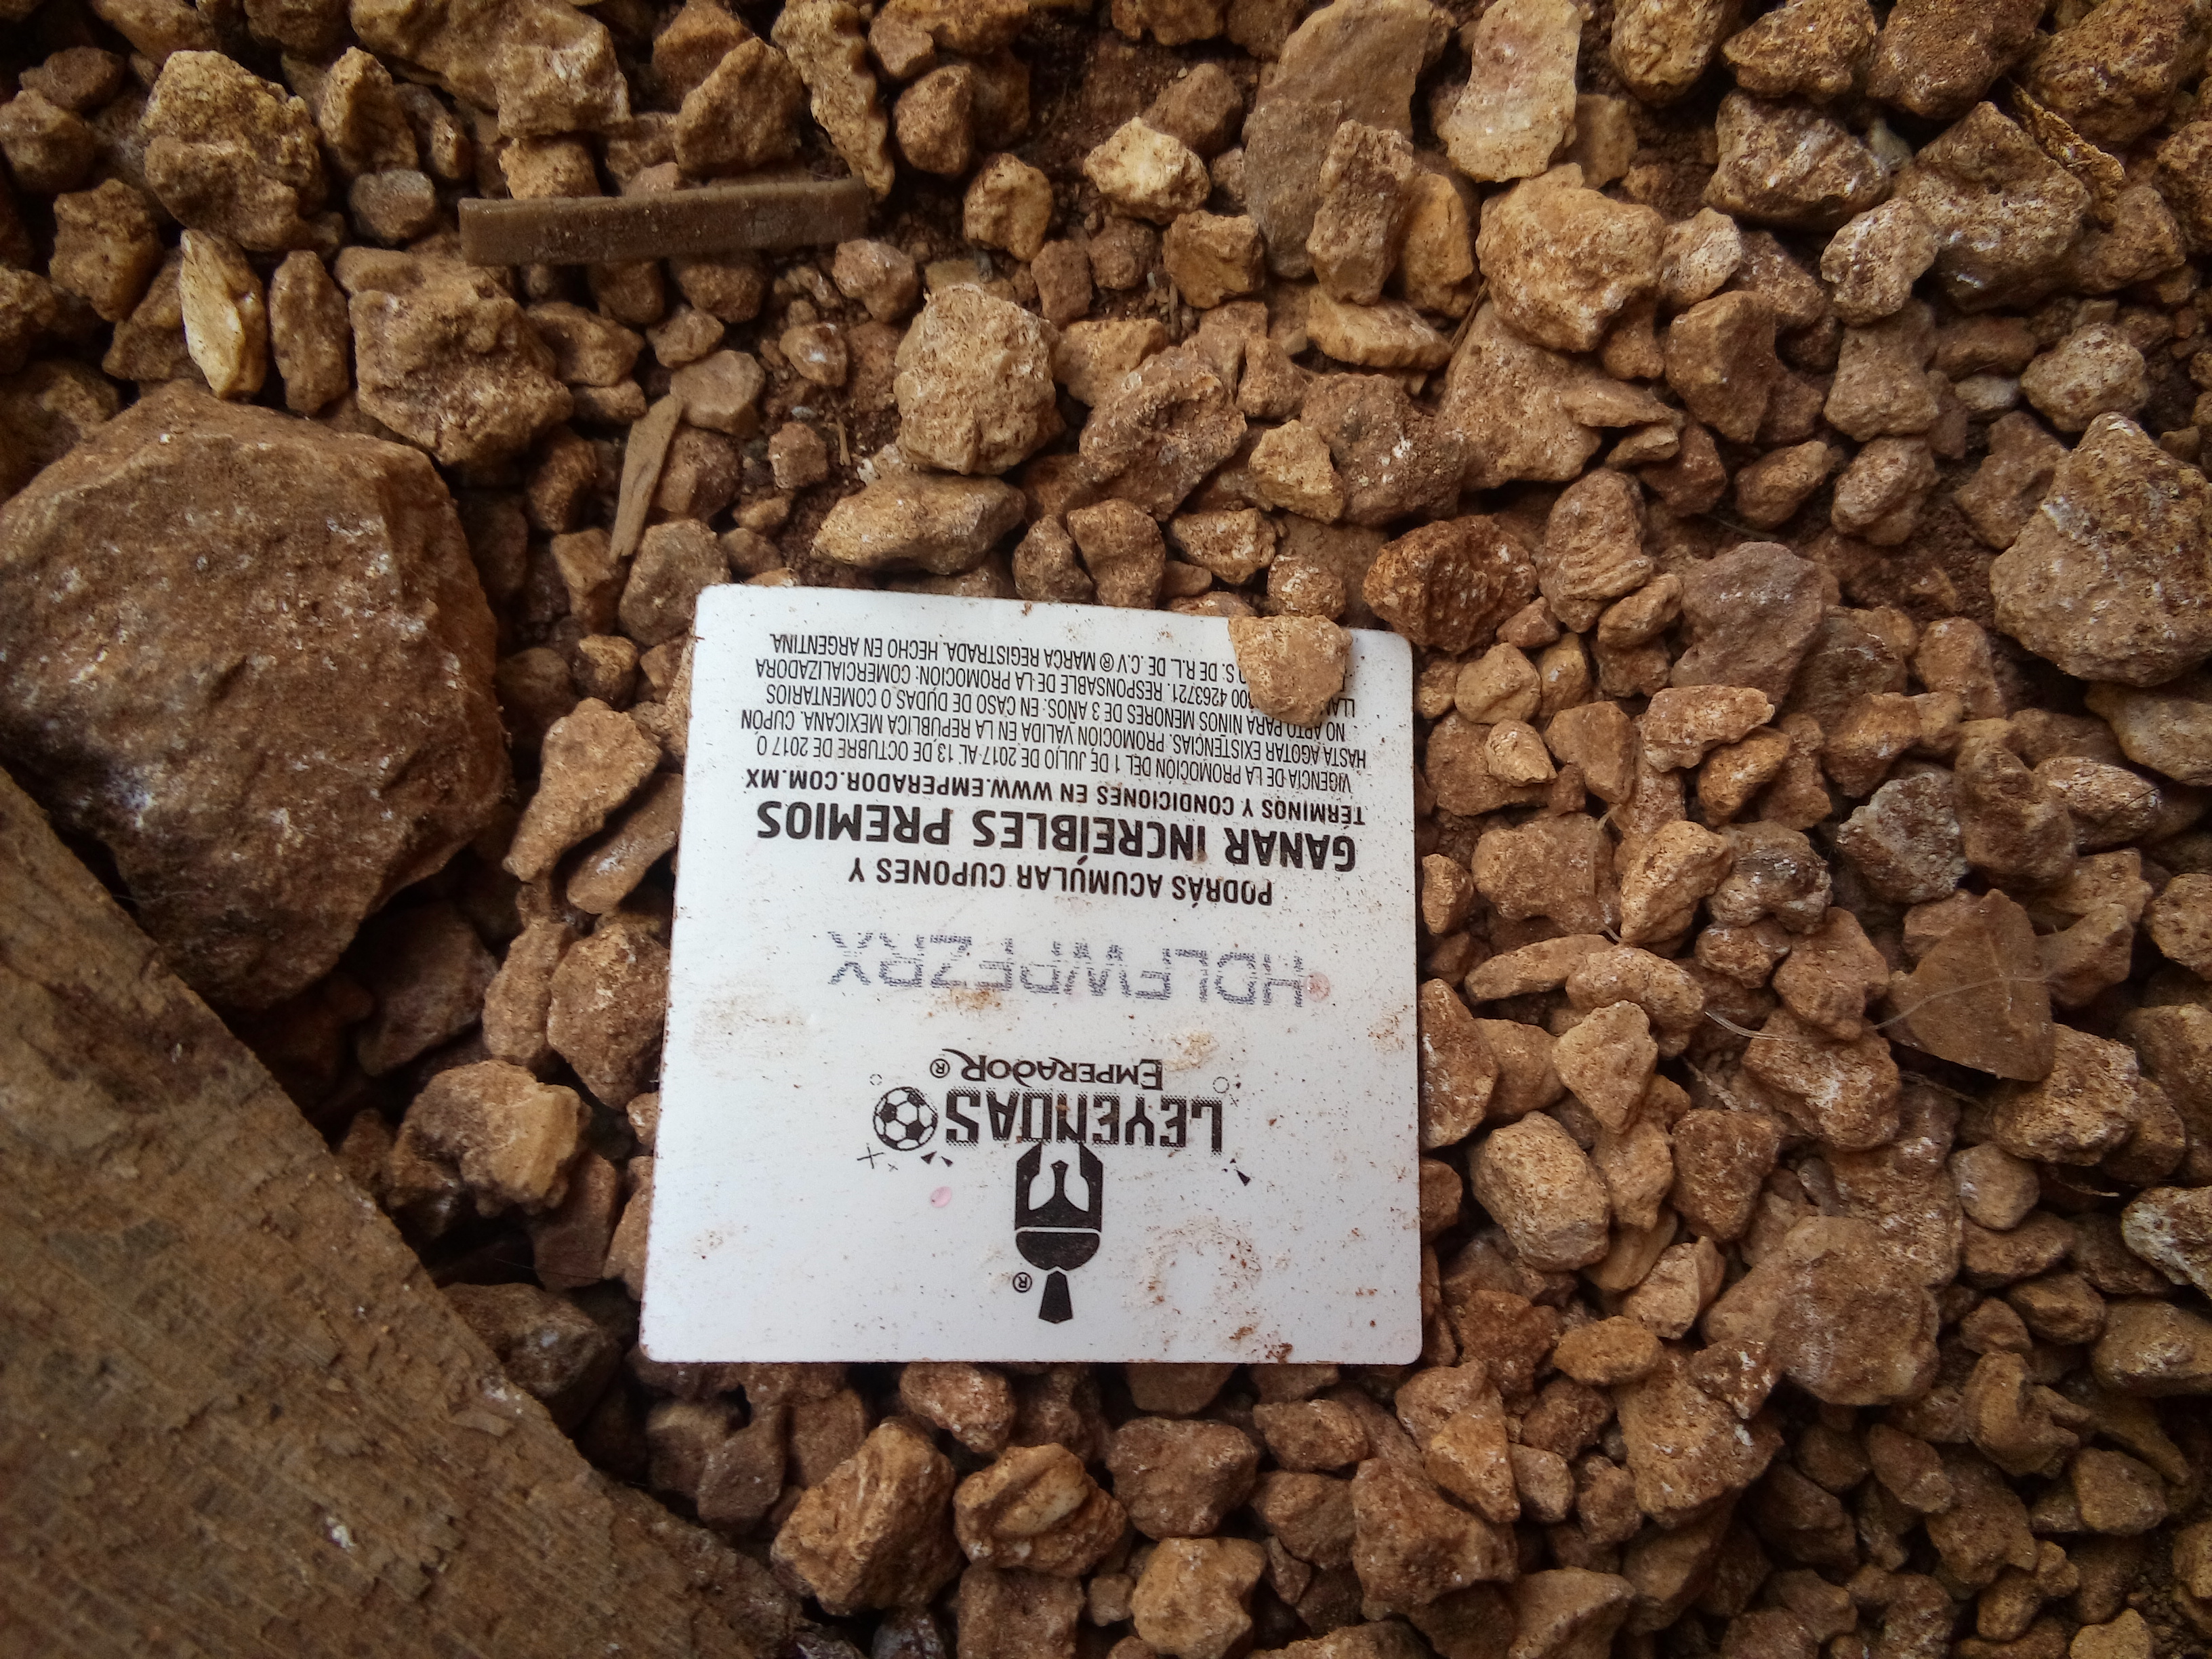 ®
LEYENDAS
EMPERADOR ®
HDLFWPFZRX
PODRÁS ACUMULAR CUPONES Y
GANAR INCREÍBLES PREMIOS
TÉRMINOS Y CONDICIONES EN WWW.EMPERADOR.COM.MX
VIGENCIA DE LA PROMOCIÓN DEL 1 DE JULIO DE 2017 AL 13 DE OCTUBRE DE 2017 O
HASTA AGOTAR EXISTENCIAS. PROMOCIÓN VÁLIDA EN LA REPÚBLICA MEXICANA. CUPÓN
NO APTO PARA NIÑOS MENORES DE 3 AÑOS. EN CASO DE DUDAS O COMENTARIOS
4263721. RESPONSABLE DE LA PROMOCIÓN: COMERCIALIZADORA
S. DE R.L. DE .C.V ® MARCA REGISTRADA. HECHO EN ARGENTINA.